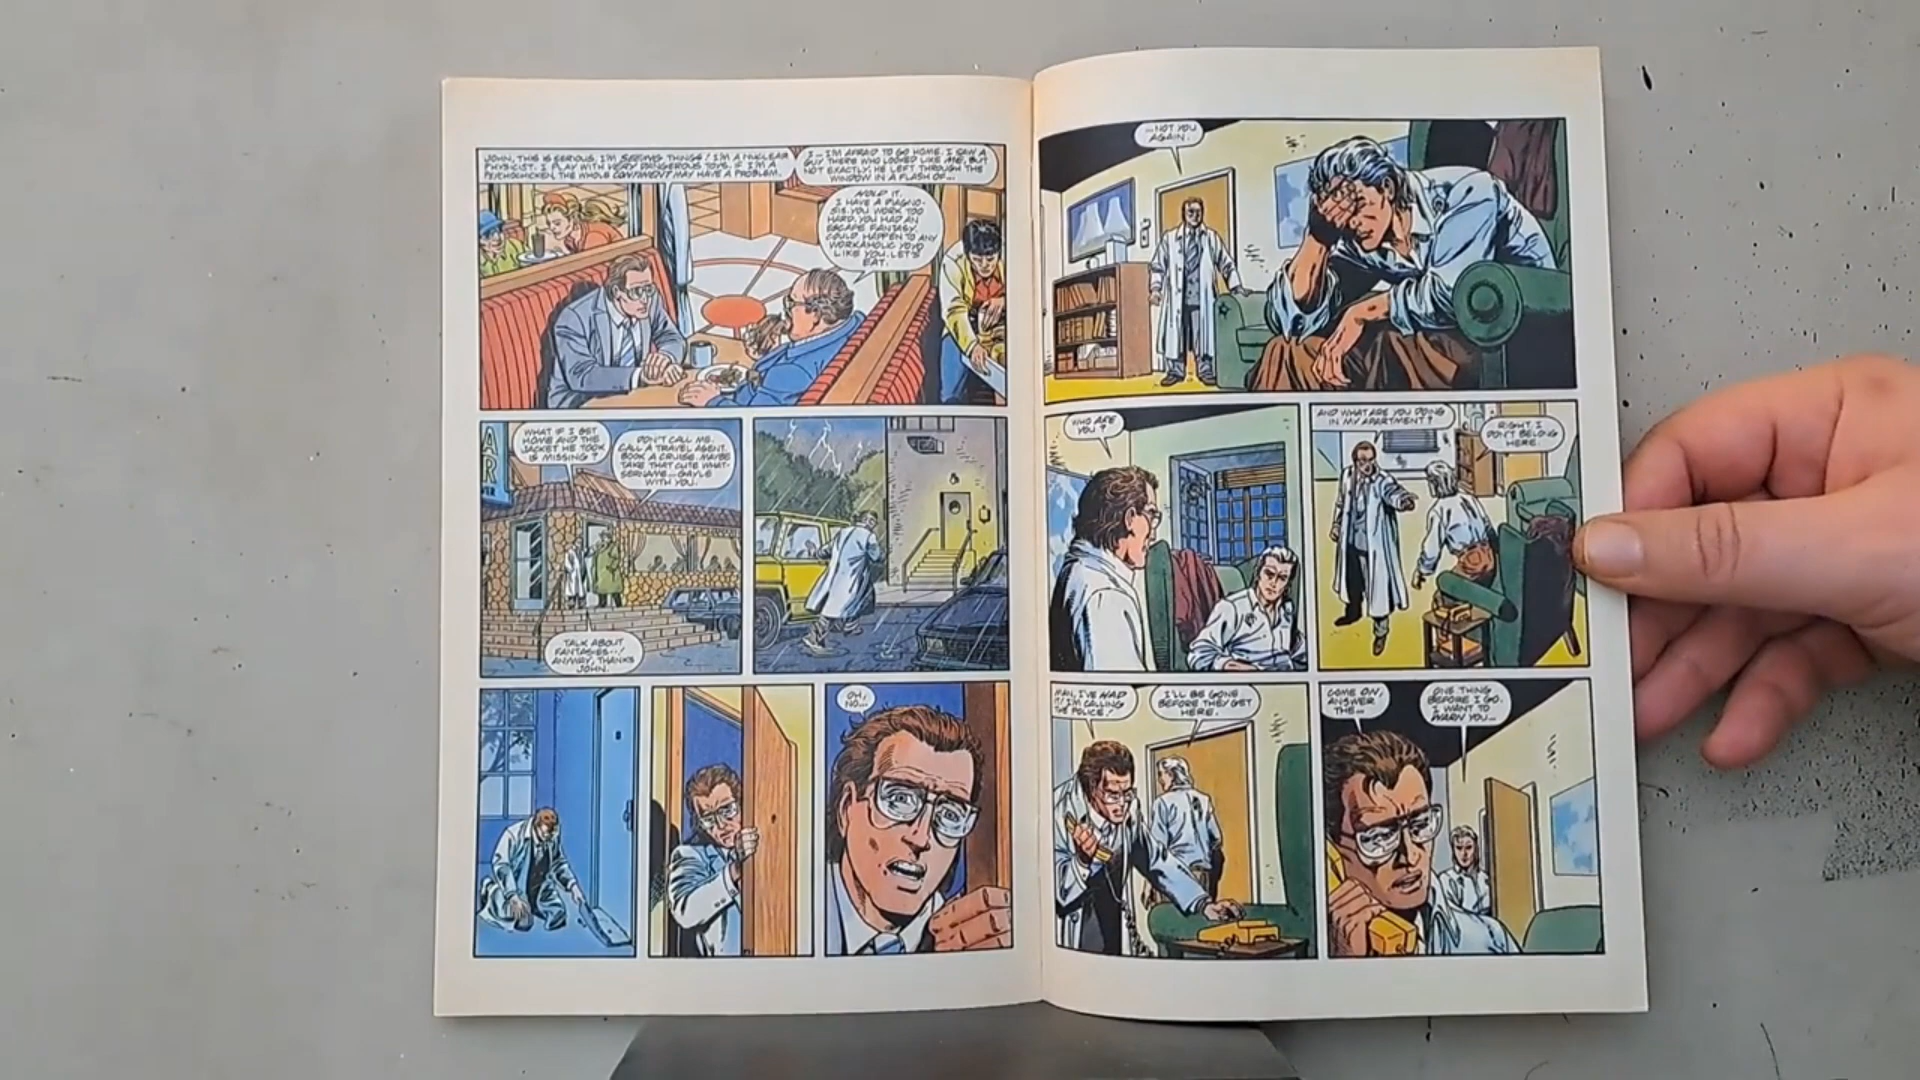 JOHN, THIS IS SERIOUS. I'M SEEING THINGS! I'M A NUCLEAR
PHYSICIST. I PLAY WITH VERY DANGEROUS TOYS. IF I'M A
PSYCHOCHICKEN, THE WHOLE CONTINENT MAY HAVE A PROBLEM.
I... I'M AFRAID TO GO HOME. I SAW A
GUY THERE WHO LOOKED LIKE ME, BUT
NOT EXACTLY; HE LEFT THROUGH THE
WINDOW IN A FLASH OF...
HOLD IT.
I HAVE A DIAGNO-
SIS. YOU WORK TOO
HARD. YOU HAD AN
ESCAPE FANTASY.
COULD HAPPEN TO ANY
WORKAHOLIC YOYO
LIKE YOU. LET'S
EAT.
AR
WHAT IF I GET
HOME AND THE
JACKET HE TOOK
IS MISSING?
DON'T CALL ME.
CALL A TRAVEL AGENT.
BOOK A CRUISE. MAYBE
TAKE THAT CUTE WHAT-
SERNAME... GAYLE
WITH YOU.
TALK ABOUT
FANTASIES...!
ANYWAY, THANKS
JOHN.
OH,
NO...
...NOT YOU
AGAIN.
WHO ARE
YOU?
AND WHAT ARE YOU DOING
IN MY APARTMENT?
RIGHT. I
DON'T BELONG
HERE.
MAN, I'VE HAD
IT! I'M CALLING
THE POLICE!
I'LL BE GONE
BEFORE THEY GET
HERE.
COME ON,
ANSWER
THE...
ONE THING
BEFORE I GO.
I WANT TO
WARN YOU...